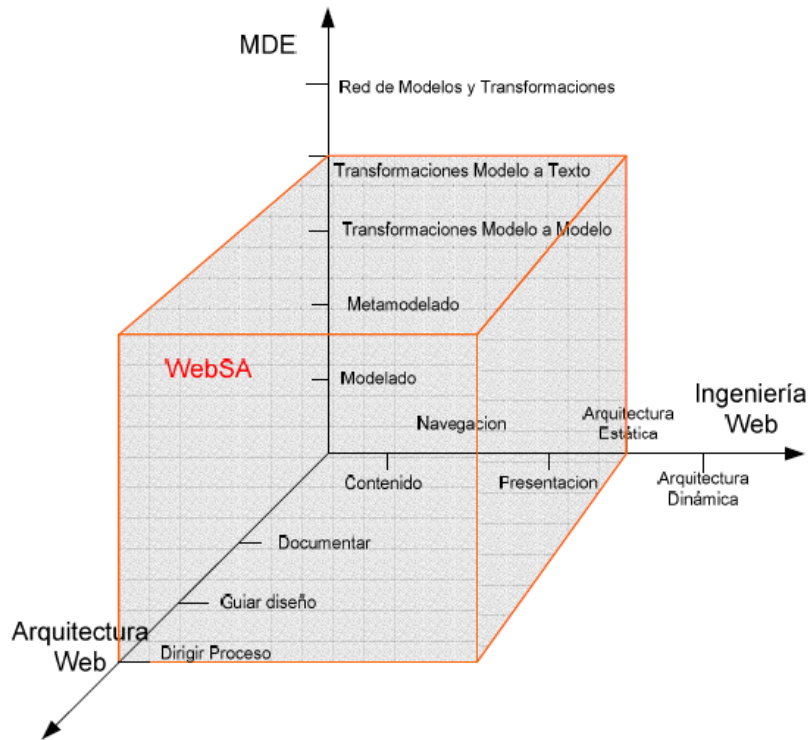 MDE
Red de Modelos y Transformaciones
Transformaciones Modelo a Texto
Transformaciones Modelo a Modelo
Metamodelado
WebSA
Modelado
Ingeniería
Web
Navegacion
Arquitectura
Estática
Contenido
Presentacion
Arquitectura
Dinámica
Documentar
Guiar diseño
Arquitectura
Web
Dirigir Proceso